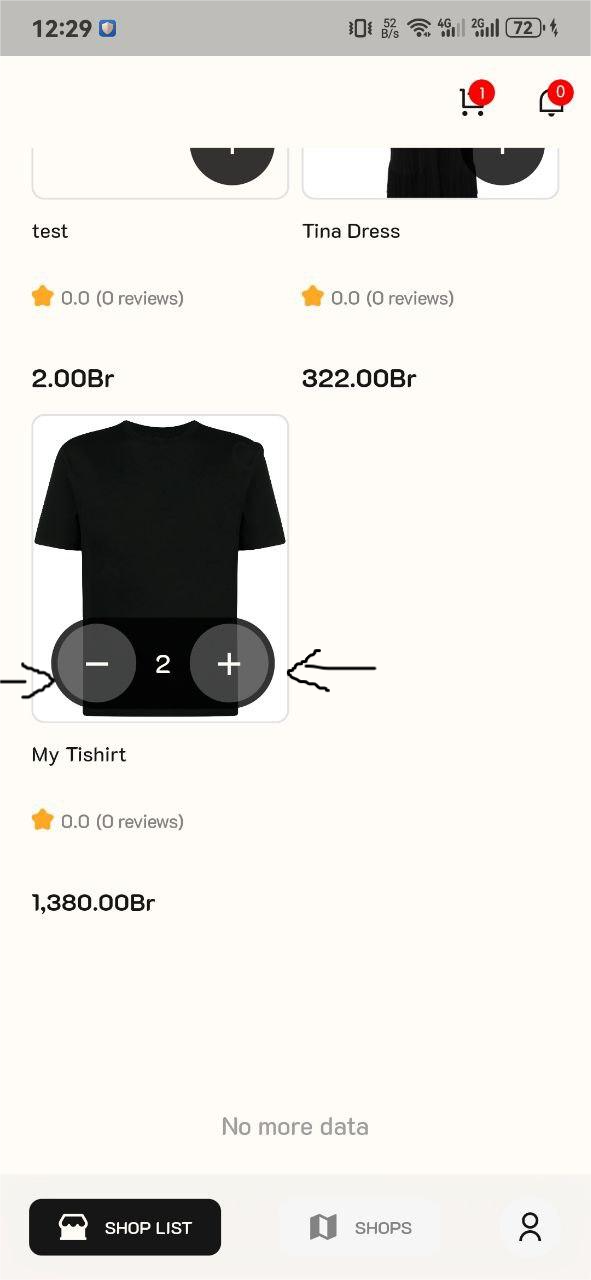 12:29 52 B/s 4G 2G 72
1 0
test Tina Dress
0.0 (0 reviews) 0.0 (0 reviews)
2.00Br 322.00Br
2
My Tishirt
0.0 (0 reviews)
1,380.00Br
No more data
SHOP LIST SHOPS